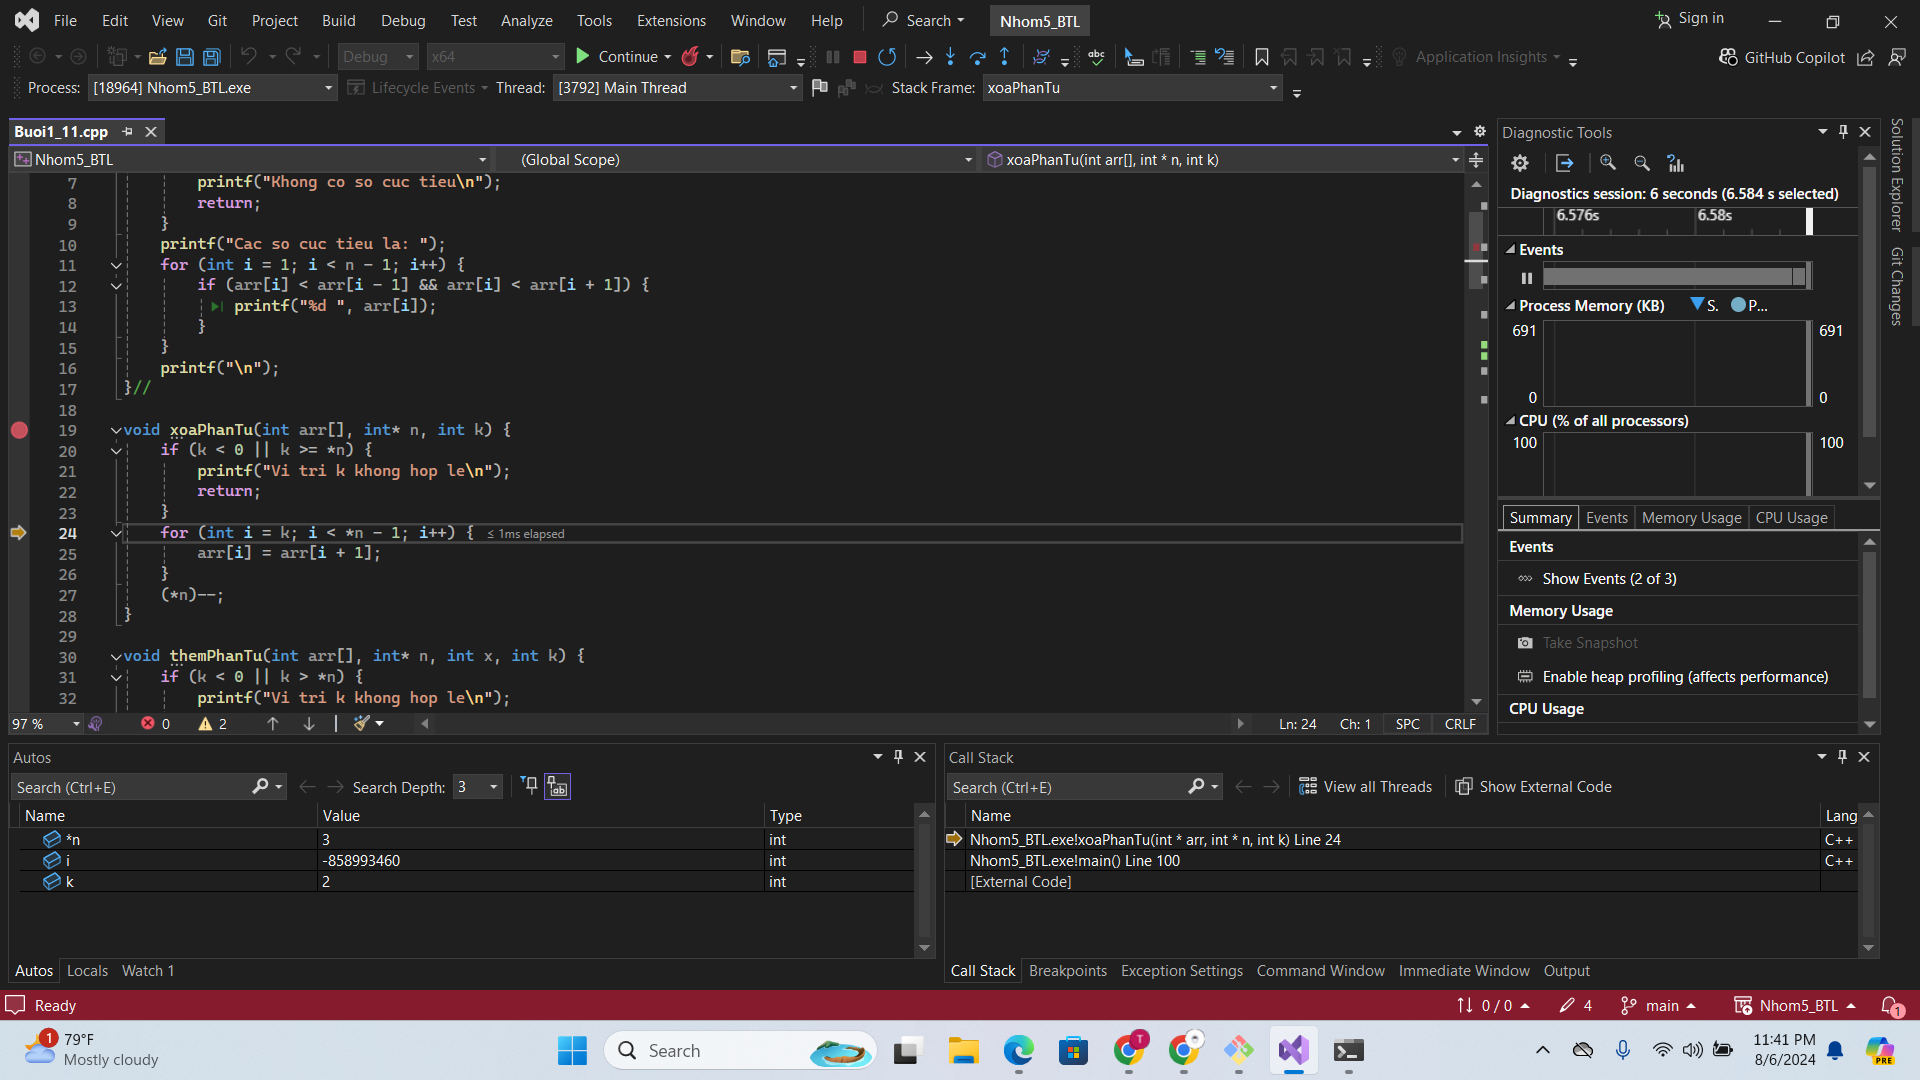 File Edit View Git Project Build Debug Test Analyze Tools Extensions Window Help Search Nhom5_BTL Sign in
Debug x64 Continue abc Application Insights GitHub Copilot
Process: [18964] Nhom5_BTL.exe Lifecycle Events Thread: [3792] Main Thread Stack Frame: xoaPhanTu
Buoi1_11.cpp
Nhom5_BTL (Global Scope) xoaPhanTu(int arr[], int * n, int k)
7 printf("Khong co so cuc tieu\n");
8 return;
9 }
10 printf("Cac so cuc tieu la: ");
11 for (int i = 1; i < n - 1; i++) {
12 if (arr[i] < arr[i - 1] && arr[i] < arr[i + 1]) {
13 printf("%d ", arr[i]);
14 }
15 }
16 printf("\n");
17 }//
18
19 void xoaPhanTu(int arr[], int* n, int k) {
20 if (k < 0 || k >= *n) {
21 printf("Vi tri k khong hop le\n");
22 return;
23 }
24 for (int i = k; i < *n - 1; i++) { ≤ 1ms elapsed
25 arr[i] = arr[i + 1];
26 }
27 (*n)--;
28 }
29
30 void themPhanTu(int arr[], int* n, int x, int k) {
31 if (k < 0 || k > *n) {
32 printf("Vi tri k khong hop le\n");
97 % 0 2 Ln: 24 Ch: 1 SPC CRLF
Diagnostic Tools
Diagnostics session: 6 seconds (6.584 s selected)
6.576s 6.58s
Events
Process Memory (KB) S. P...
691 691
0 0
CPU (% of all processors)
100 100
Summary Events Memory Usage CPU Usage
Events
Show Events (2 of 3)
Memory Usage
Take Snapshot
Enable heap profiling (affects performance)
CPU Usage
Solution Explorer
Git Changes
Autos
Search (Ctrl+E) Search Depth: 3
Name Value Type
*n 3 int
i -858993460 int
k 2 int
Autos Locals Watch 1
Call Stack
Search (Ctrl+E) View all Threads Show External Code
Name Lang
Nhom5_BTL.exe!xoaPhanTu(int * arr, int * n, int k) Line 24 C++
Nhom5_BTL.exe!main() Line 100 C++
[External Code]
Call Stack Breakpoints Exception Settings Command Window Immediate Window Output
Ready 0 / 0 4 main Nhom5_BTL 1
1 79°F
Mostly cloudy
Search
T
PRE
11:41 PM
8/6/2024